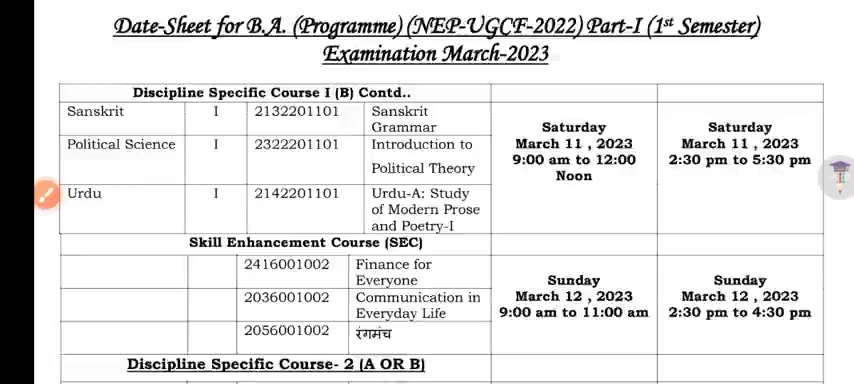 Date-Sheet for B.A. (Programme) (NEP-UGCF-2022) Part-I (1st Semester)
Examination March-2023
Discipline Specific Course I (B) Contd..
Sanskrit I 2132201101 Sanskrit
Grammar
Political Science I 2322201101 Introduction to
Political Theory
Urdu I 2142201101 Urdu-A: Study
of Modern Prose
and Poetry-I
Saturday
March 11 , 2023
9:00 am to 12:00
Noon
Saturday
March 11 , 2023
2:30 pm to 5:30 pm
Skill Enhancement Course (SEC)
2416001002 Finance for
Everyone
2036001002 Communication in
Everyday Life
2056001002 रंगमंच
Sunday
March 12 , 2023
9:00 am to 11:00 am
Sunday
March 12 , 2023
2:30 pm to 4:30 pm
Discipline Specific Course- 2 (A OR B)